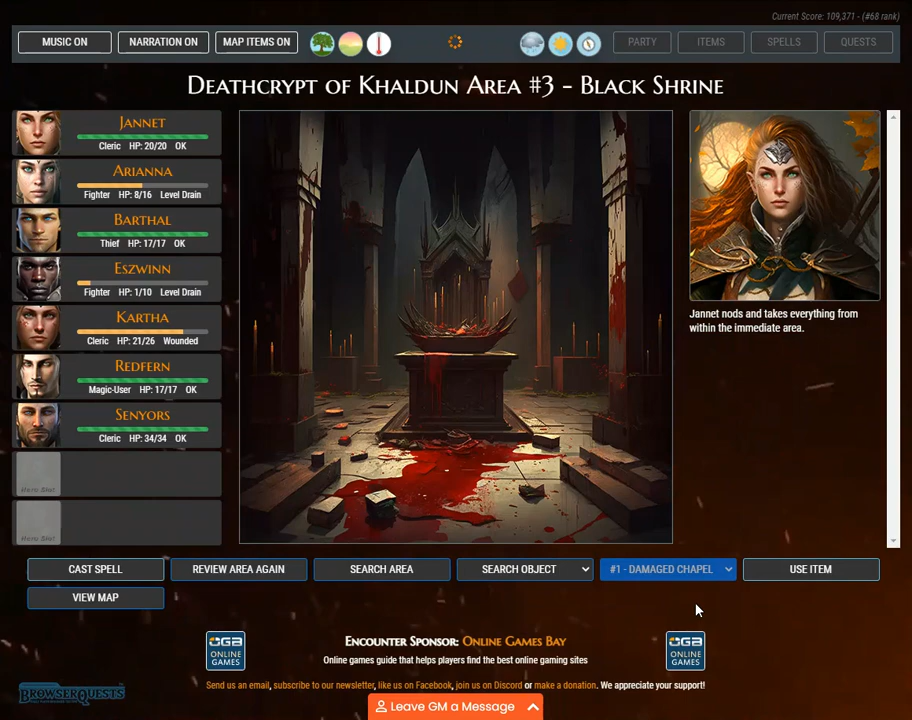 Current Score: 109,371 - (#68 rank)
MUSIC ON
NARRATION ON
MAP ITEMS ON
PARTY
ITEMS
SPELLS
QUESTS
Deathcrypt of Khaldun Area #3 - Black Shrine
Jannet
Cleric HP: 20/20 OK
Arianna
Fighter HP: 8/16 Level Drain
Barthal
Thief HP: 17/17 OK
Eszwinn
Fighter HP: 1/10 Level Drain
Kartha
Cleric HP: 21/26 Wounded
Redfern
Magic-User HP: 17/17 OK
Senyors
Cleric HP: 34/34 OK
Hero Slot
Hero Slot
Jannet nods and takes everything from
within the immediate area.
CAST SPELL
REVIEW AREA AGAIN
SEARCH AREA
SEARCH OBJECT
#1 - DAMAGED CHAPEL
USE ITEM
VIEW MAP
OGB
ONLINE
GAMES
Encounter Sponsor: Online Games Bay
Online games guide that helps players find the best online gaming sites
OGB
ONLINE
GAMES
Send us an email, subscribe to our newsletter, like us on Facebook, join us on Discord or make a donation. We appreciate your support!
BrowserQuests
Leave GM a Message